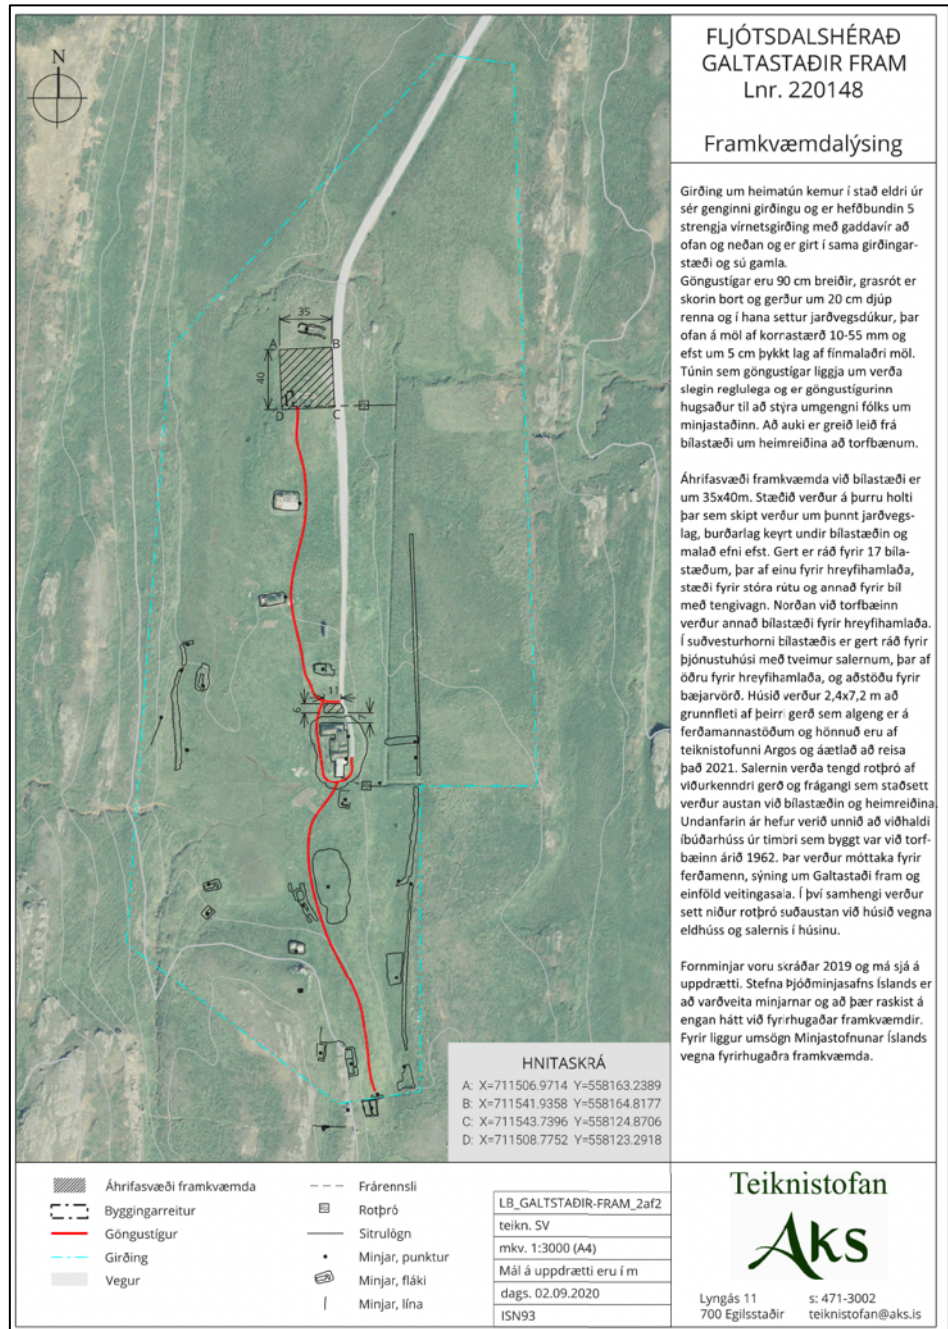 FLJÓTSDALSHÉRAÐ
GALTASTAÐIR FRAM
Lnr. 220148
Framkvæmdalýsing
Girðing um heimatún kemur í stað eldri úr
sér genginni girðingu og er hefðbundin 5
strengja vírnetsgirðing með gaddavír að
ofan og neðan og er girt í sama girðingar-
stæði og sú gamla.
Göngustígar eru 90 cm breiðir, grasrót er
skorin bort og gerður um 20 cm djúp
renna og í hana settur jarðvegsdúkur, þar
ofan á möl af kornastærð 10-55 mm og
efst um 5 cm þykkt lag af fínmalaðri möl.
Túnin sem göngustígar liggja um verða
slegin reglulega og er göngustígurinn
hugsaður til að stýra umgengni fólks um
minjastaðinn. Að auki er greið leið frá
bílastæði um heimreiðina að torfbænum.
Áhrifasvæði framkvæmda við bílastæði er
um 35x40m. Stæðið verður á þurru holti
þar sem skipt verður um þunnt jarðvegs-
lag, burðarlag keyrt undir bílastæðin og
malað efni efst. Gert er ráð fyrir 17 bíla-
stæðum, þar af einu fyrir hreyfihamlaða,
stæði fyrir stóra rútu og annað fyrir bíl
með tengivagn. Norðan við torfbæinn
verður annað bílastæði fyrir hreyfihamlaða.
Í suðvesturhorni bílastæðis er gert ráð fyrir
þjónustuhúsi með tveimur salernum, þar af
öðru fyrir hreyfihamlaða, og aðstöðu fyrir
bæjarvörð. Húsið verður 2,4x7,2 m að
grunnfleti af þeirri gerð sem algeng er á
ferðamannastöðum og hönnuð eru af
teiknistofunni Argos og áætlað að reisa
það 2021. Salernin verða tengd rotþró af
viðurkenndri gerð og frágangi sem staðsett
verður austan við bílastæðin og heimreiðina.
Undanfarin ár hefur verið unnið að viðhaldi
íbúðarhúss úr timbri sem byggt var við torf-
bæinn árið 1962. Þar verður móttaka fyrir
ferðamenn, sýning um Galtastaði fram og
einföld veitingasala. Í því samhengi verður
sett niður rotþró suðaustan við húsið vegna
eldhúss og salernis í húsinu.
Fornminjar voru skráðar 2019 og má sjá á
uppdrætti. Stefna Þjóðminjasafns Íslands er
að varðveita minjarnar og að þær raskist á
engan hátt við fyrirhugaðar framkvæmdir.
Fyrir liggur umsögn Minjastofnunar Íslands
vegna fyrirhugaðra framkvæmda.
N
35
A B
40
D C
11
6
7
HNITASKRÁ
A: X=711506.9714 Y=558163.2389
B: X=711541.9358 Y=558164.8177
C: X=711543.7396 Y=558124.8706
D: X=711508.7752 Y=558123.2918
Áhrifasvæði framkvæmda
Byggingarreitur
Göngustígur
Girðing
Vegur
Frárennsli
Rotþró
Sitrulögn
Minjar, punktur
Minjar, fláki
Minjar, lína
LB_GALTSTAÐIR-FRAM_2af2
teikn. SV
mkv. 1:3000 (A4)
Mál á uppdrætti eru í m
dags. 02.09.2020
ISN93
Teiknistofan
AKS
Lyngás 11 s: 471-3002
700 Egilsstaðir teiknistofan@aks.is